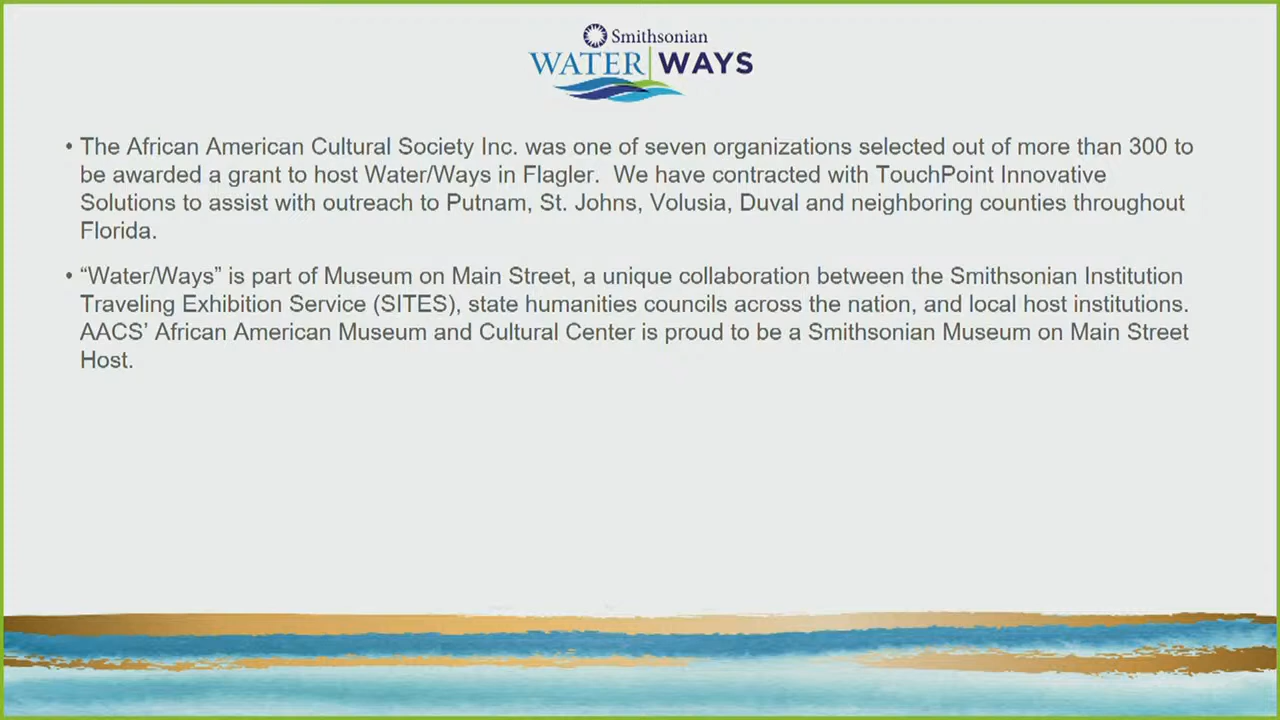 Smithsonian
WATER|WAYS
• The African American Cultural Society Inc. was one of seven organizations selected out of more than 300 to
be awarded a grant to host Water/Ways in Flagler.  We have contracted with TouchPoint Innovative
Solutions to assist with outreach to Putnam, St. Johns, Volusia, Duval and neighboring counties throughout
Florida.
• “Water/Ways” is part of Museum on Main Street, a unique collaboration between the Smithsonian Institution
Traveling Exhibition Service (SITES), state humanities councils across the nation, and local host institutions.
AACS’ African American Museum and Cultural Center is proud to be a Smithsonian Museum on Main Street
Host.